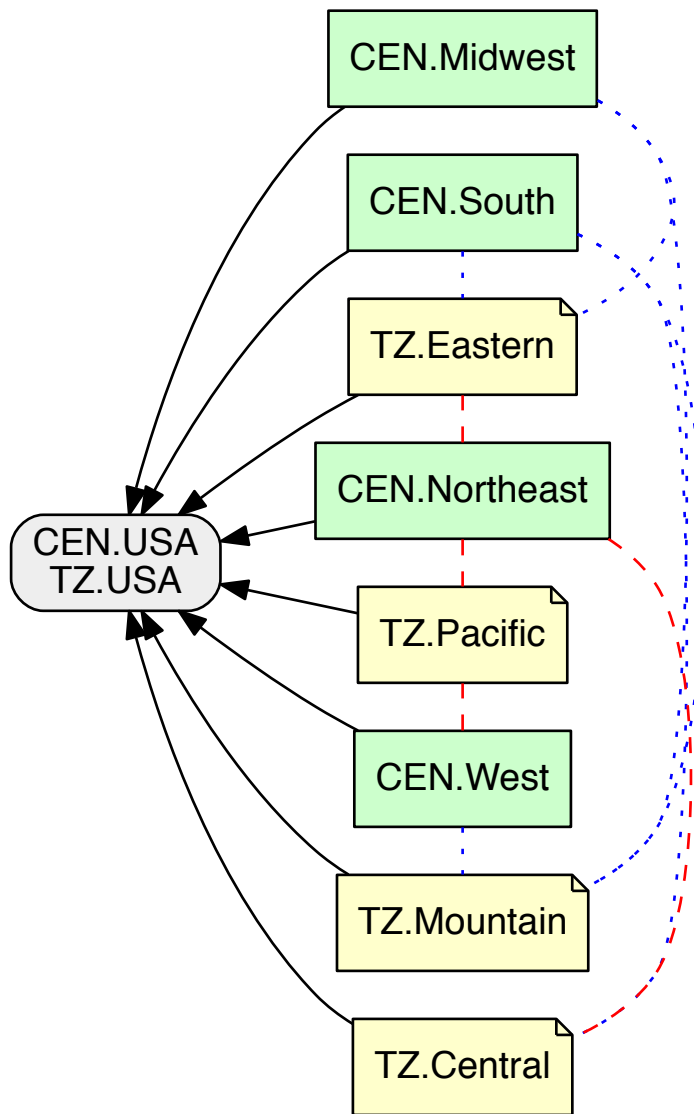 CEN.Midwest
CEN.South
TZ.Eastern
CEN.Northeast
CEN.USA
TZ.USA
TZ.Pacific
CEN.West
TZ.Mountain
TZ.Central